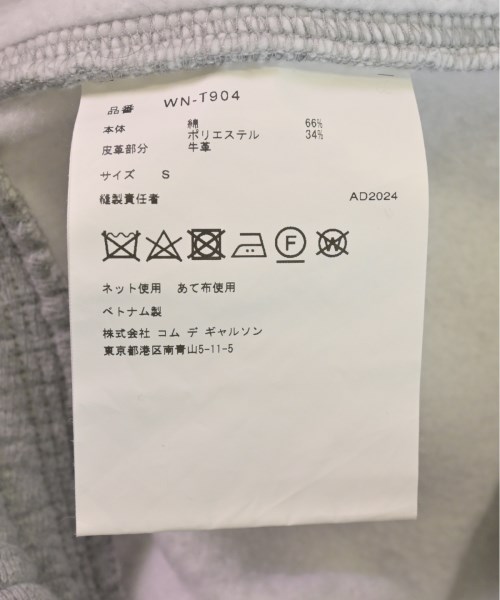 品番 WN-T904
本体 綿 66%
ポリエステル 34%
皮革部分 牛革
サイズ S
縫製責任者 AD2024
F W
ネット使用 あて布使用
ベトナム製
株式会社 コム デ ギャルソン
東京都港区南青山5-11-5